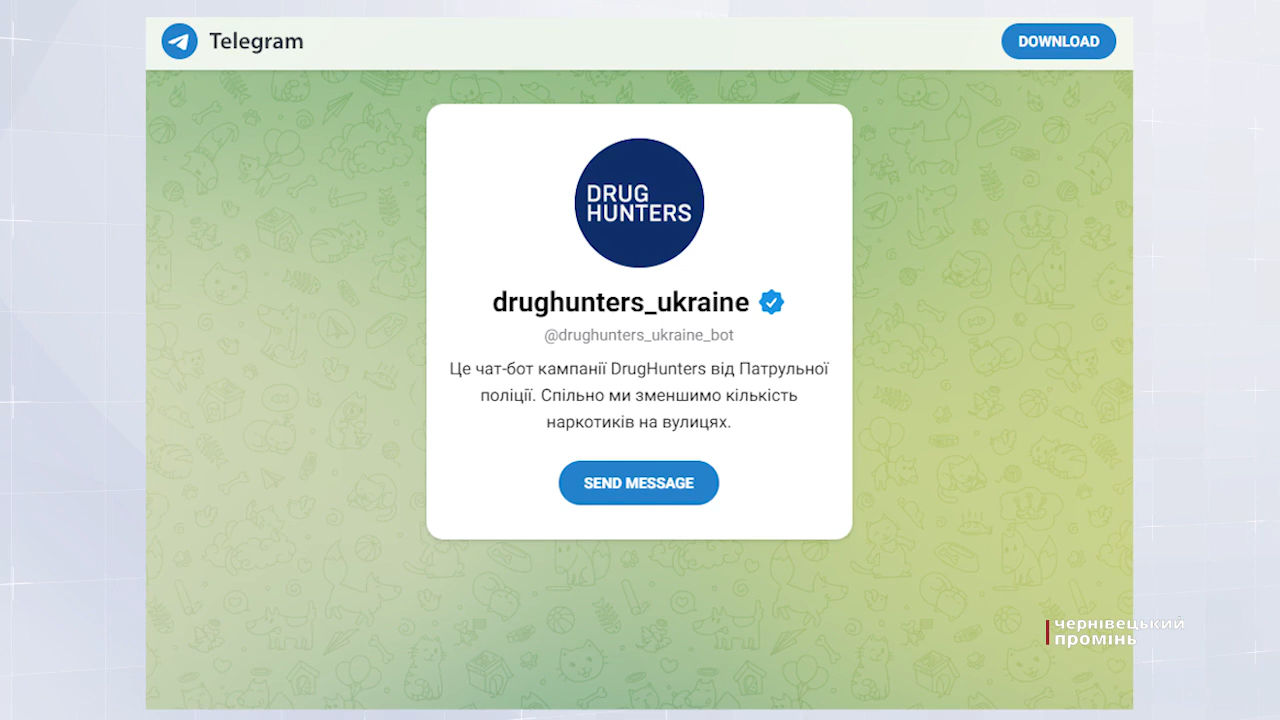 Telegram
DOWNLOAD
DRUG
HUNTERS
drughunters_ukraine
@drughunters_ukraine_bot
Це чат-бот кампанії DrugHunters від Патрульної
поліції. Спільно ми зменшимо кількість
наркотиків на вулицях.
SEND MESSAGE
чернівецький
промінь